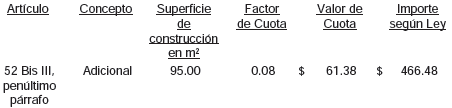 Artículo Concepto Superficie de construcción en m² Factor de Cuota Valor de Cuota Importe según Ley
52 Bis III, penúltimo párrafo Adicional 95.00 0.08 $ 61.38 $ 466.48